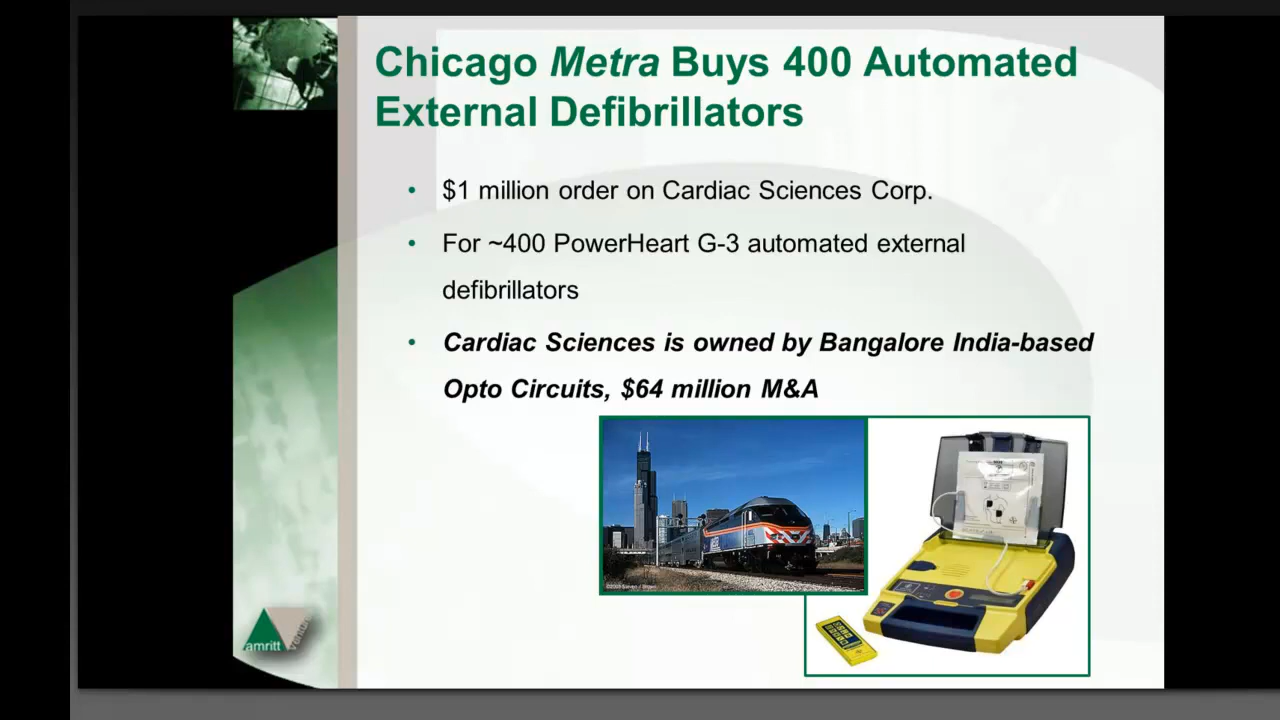 Chicago Metra Buys 400 Automated
External Defibrillators
• $1 million order on Cardiac Sciences Corp.
• For ~400 PowerHeart G-3 automated external
defibrillators
• Cardiac Sciences is owned by Bangalore India-based
Opto Circuits, $64 million M&A
amritt